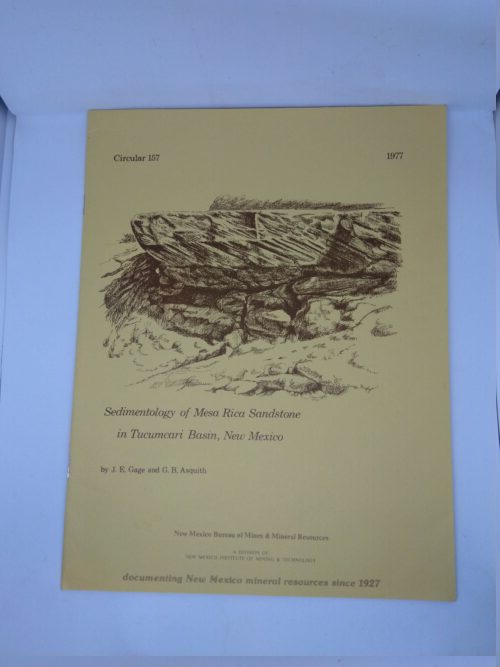 Circular 157
1977
Sedimentology of Mesa Rica Sandstone
in Tucumcari Basin, New Mexico
by J. E. Gage and G. B. Asquith
New Mexico Bureau of Mines & Mineral Resources
A DIVISION OF
NEW MEXICO INSTITUTE OF MINING & TECHNOLOGY
documenting New Mexico mineral resources since 1927